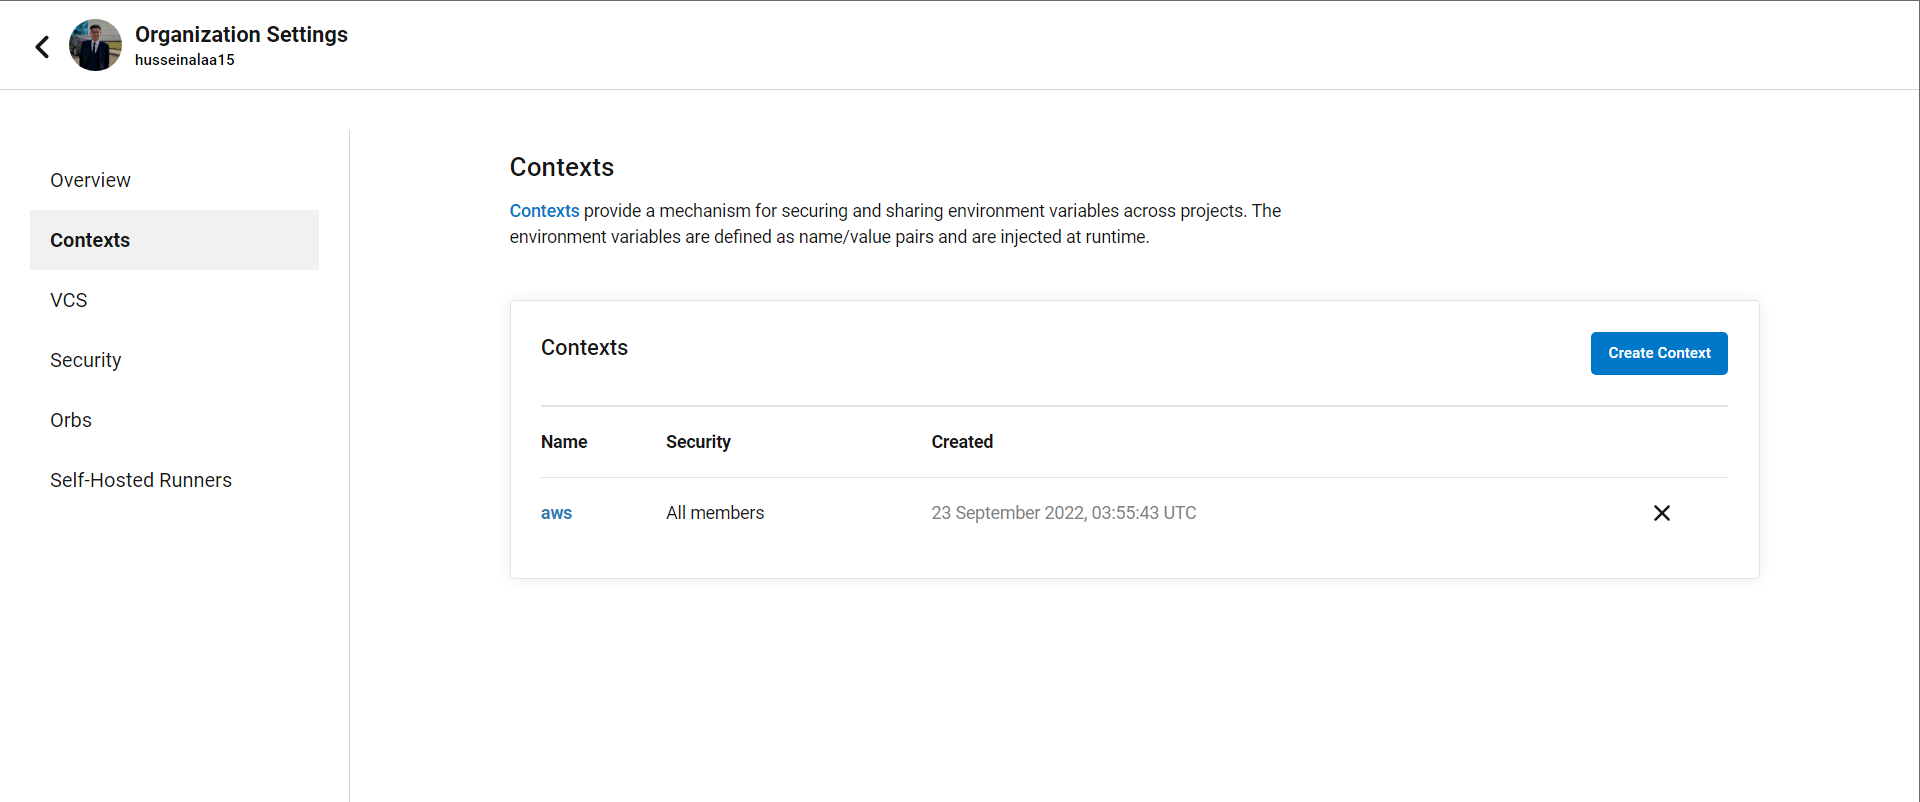 Organization Settings
husseinalaa15
Overview
Contexts
VCS
Security
Orbs
Self-Hosted Runners
Contexts
Contexts provide a mechanism for securing and sharing environment variables across projects. The
environment variables are defined as name/value pairs and are injected at runtime.
Contexts
Create Context
Name Security Created
aws All members 23 September 2022, 03:55:43 UTC